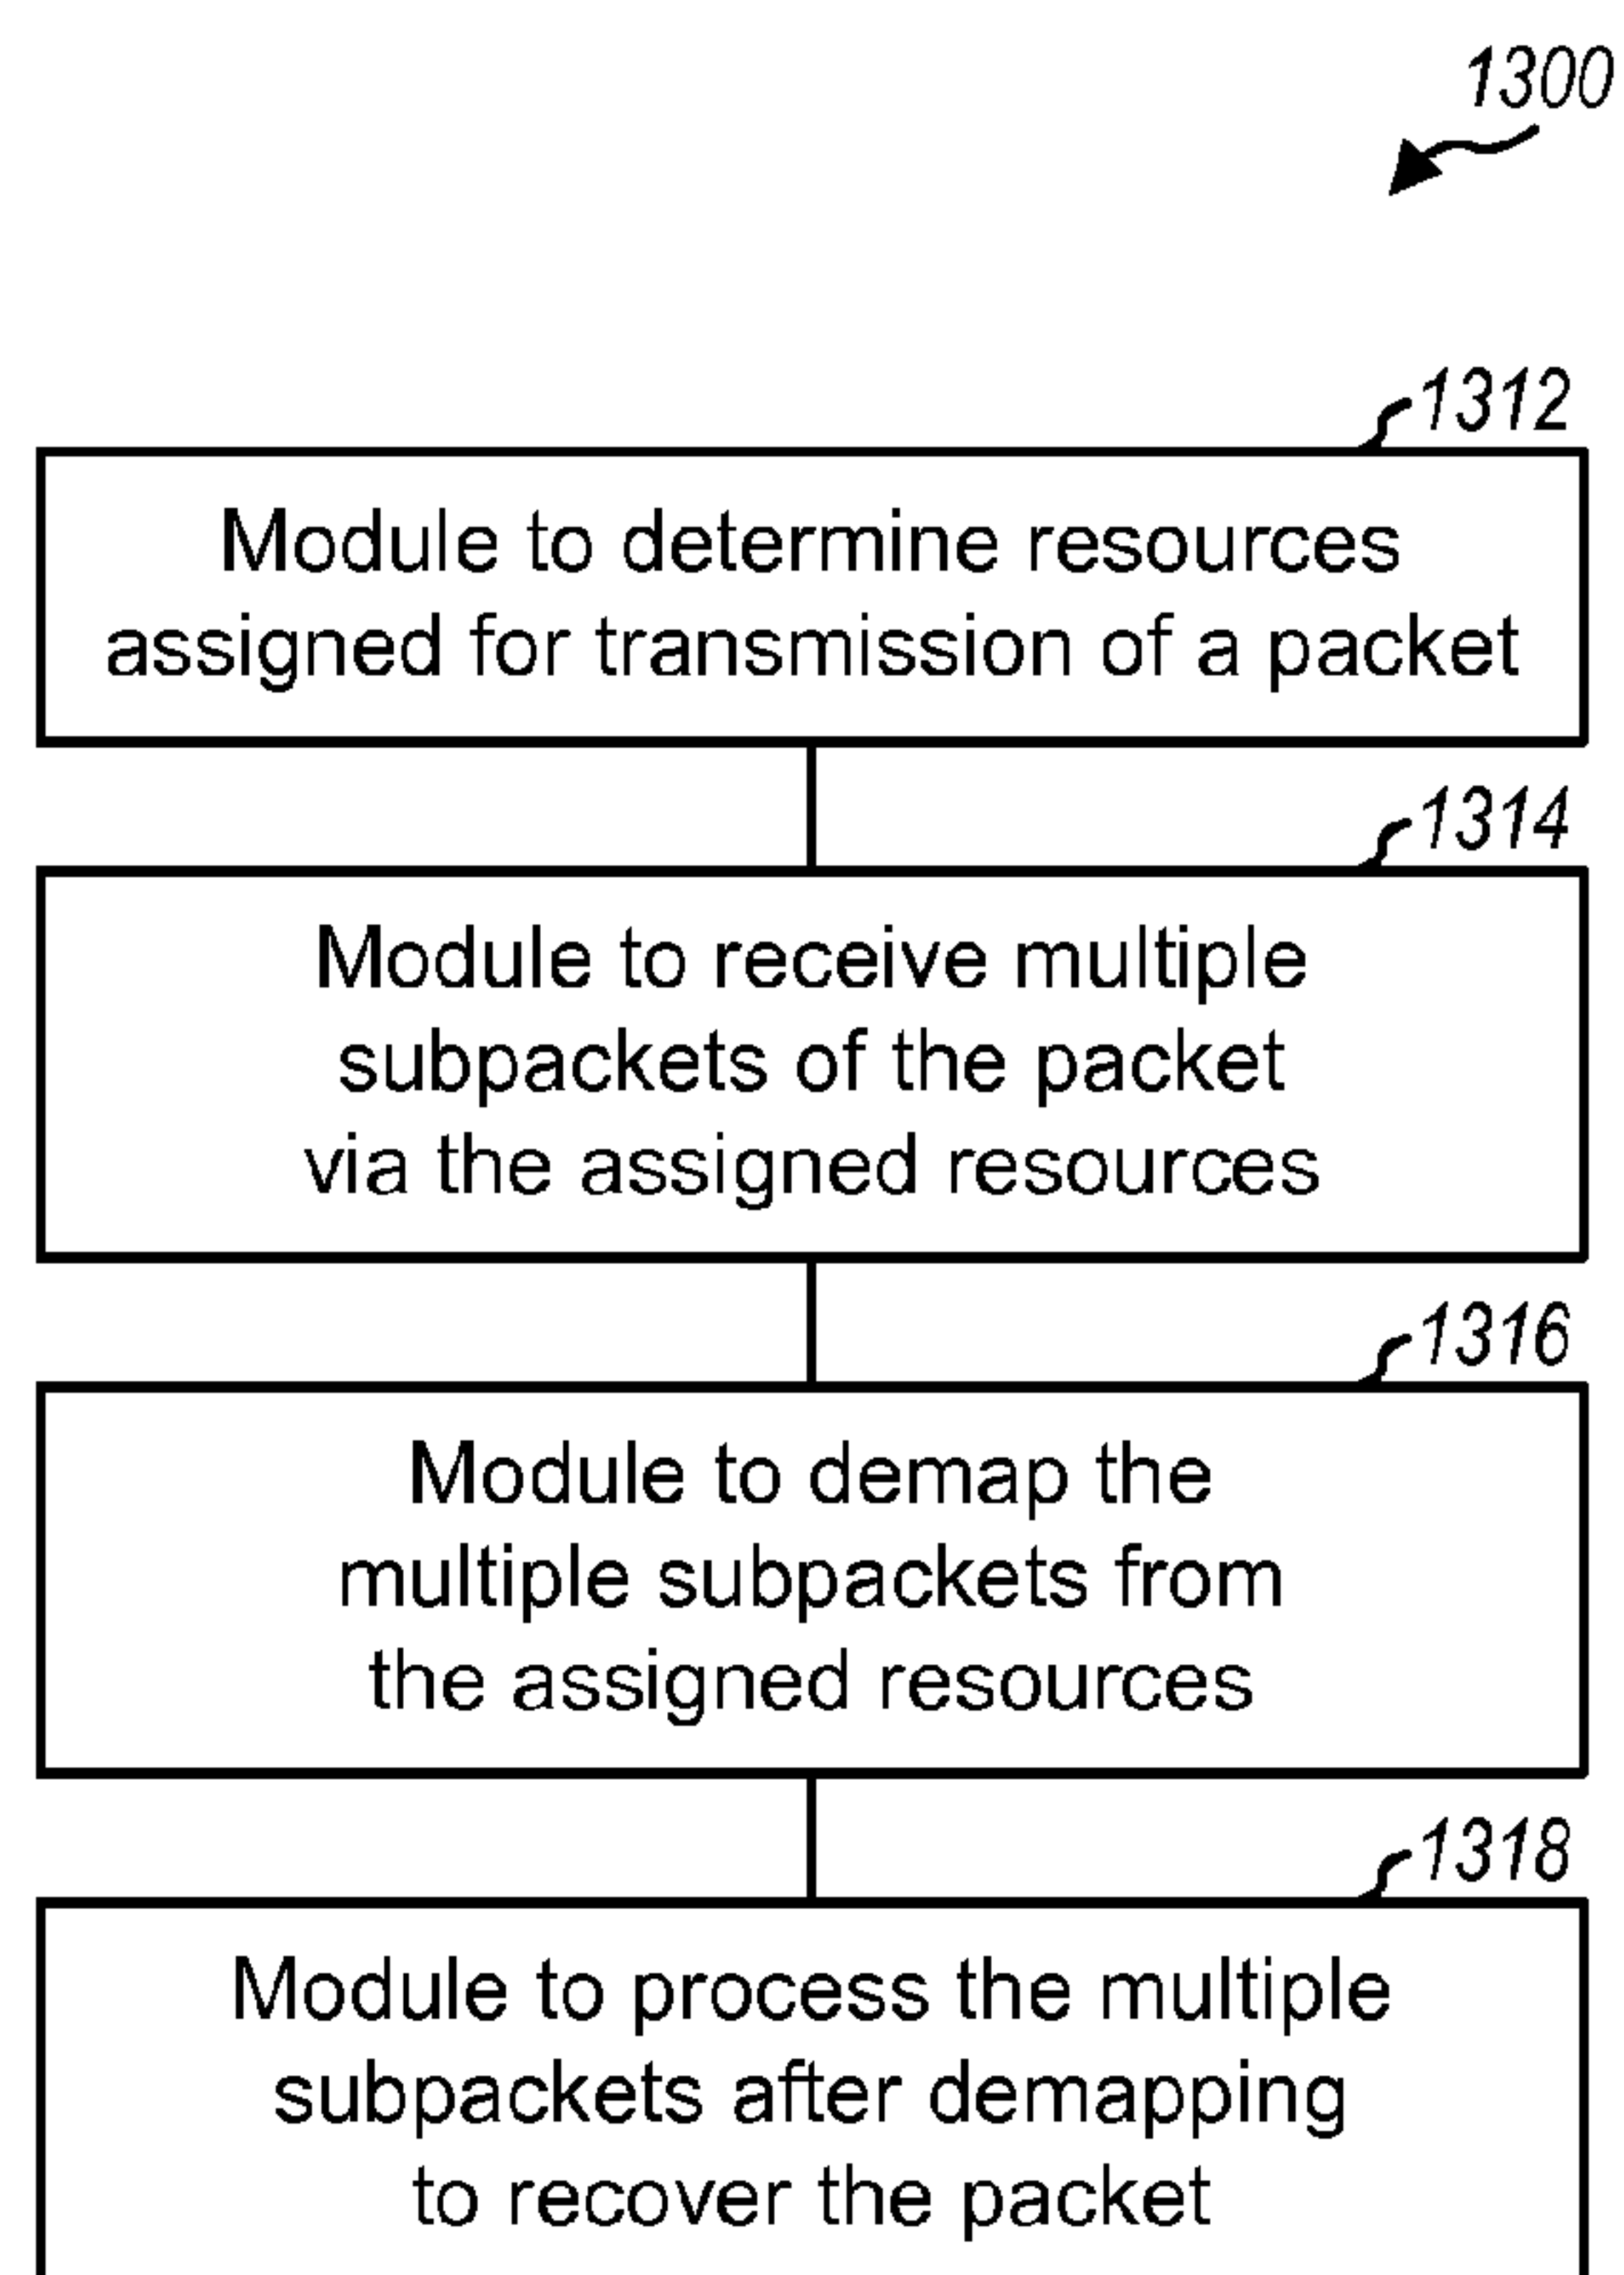 1300
1312
Module to determine resources
assigned for transmission of a packet
1314
Module to receive multiple
subpackets of the packet
via the assigned resources
1316
Module to demap the
multiple subpackets from
the assigned resources
1318
Module to process the multiple
subpackets after demapping
to recover the packet